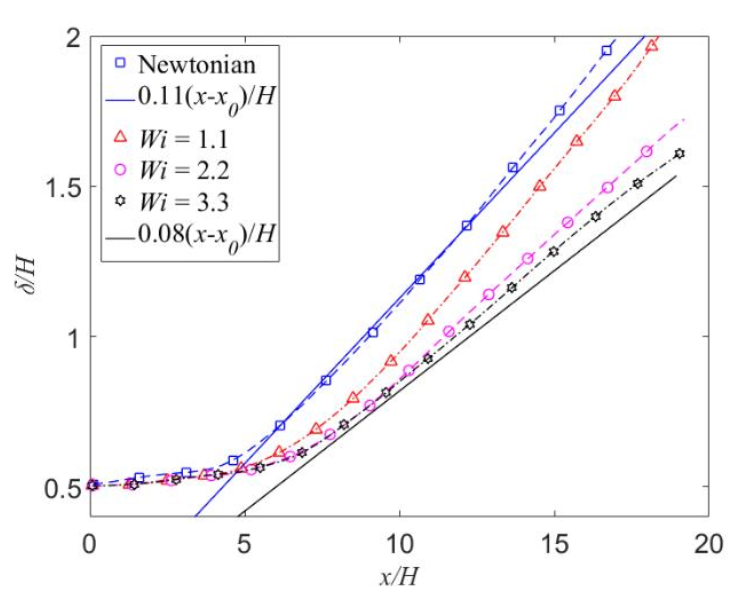 2
1.5
1
0.5
δ/H
Newtonian
0.11(x-x₀)/H
Wi = 1.1
Wi = 2.2
Wi = 3.3
0.08(x-x₀)/H
0 5 10 15 20
x/H